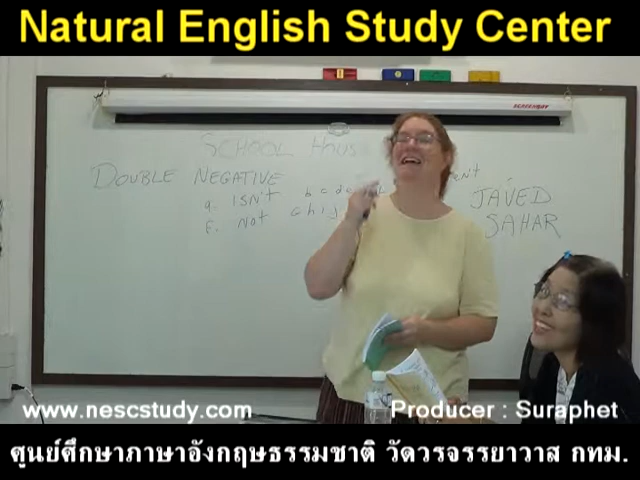 Natural English Study Center
SCHOOL HOUS
DOUBLE NEGATIVE
JAVED
SAHAR
a. ISN'T b c d e
F. NOT g h i j
www.nescstudy.com
Producer : Suraphet
ศูนย์ศึกษาภาษาอังกฤษธรรมชาติ วัดวรจรรยาวาส กทม.